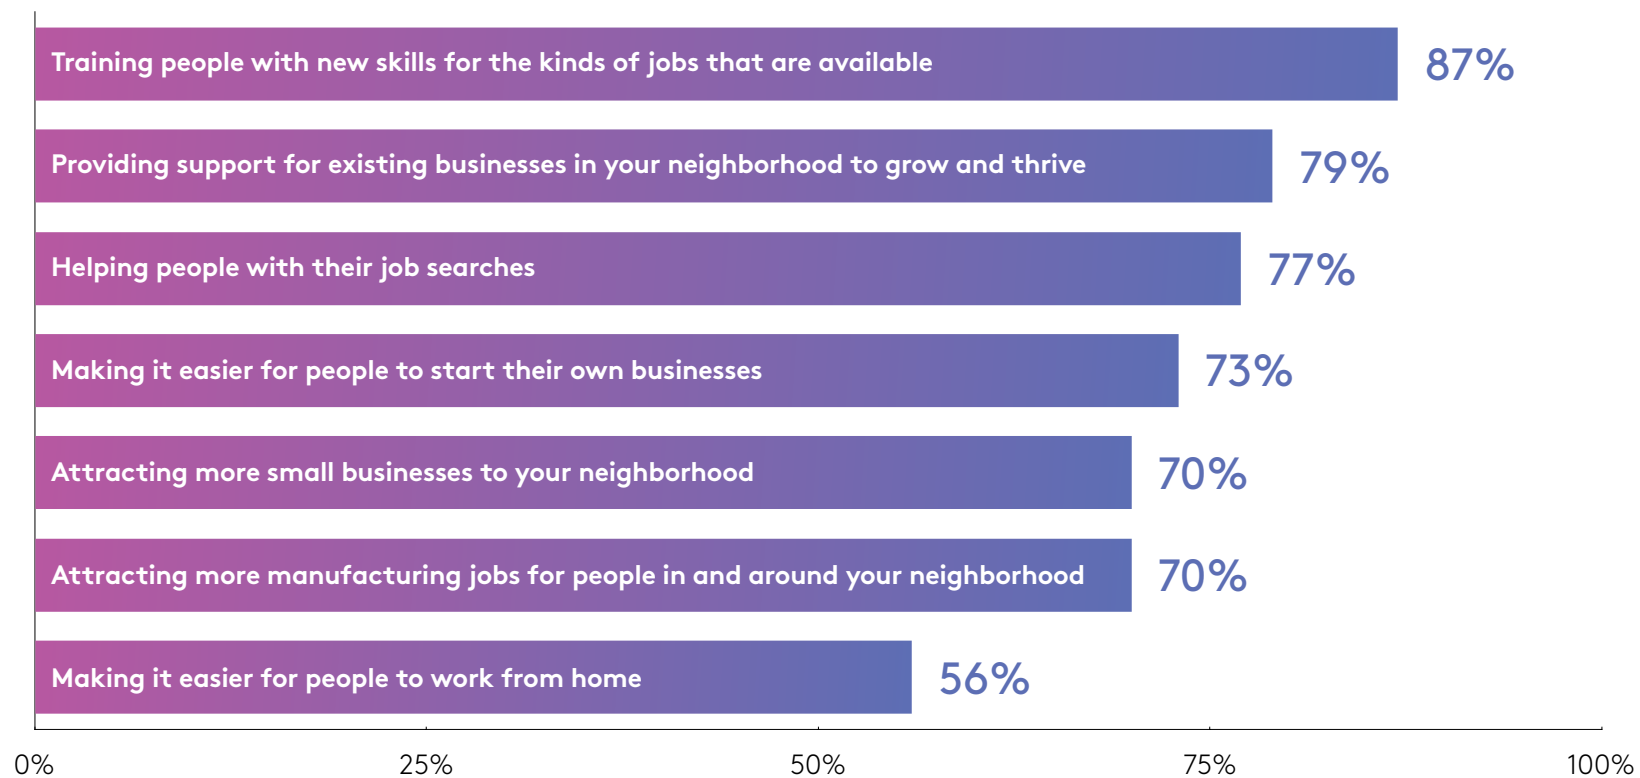 Training people with new skills for the kinds of jobs that are available 87%
Providing support for existing businesses in your neighborhood to grow and thrive 79%
Helping people with their job searches 77%
Making it easier for people to start their own businesses 73%
Attracting more small businesses to your neighborhood 70%
Attracting more manufacturing jobs for people in and around your neighborhood 70%
Making it easier for people to work from home 56%
0% 25% 50% 75% 100%